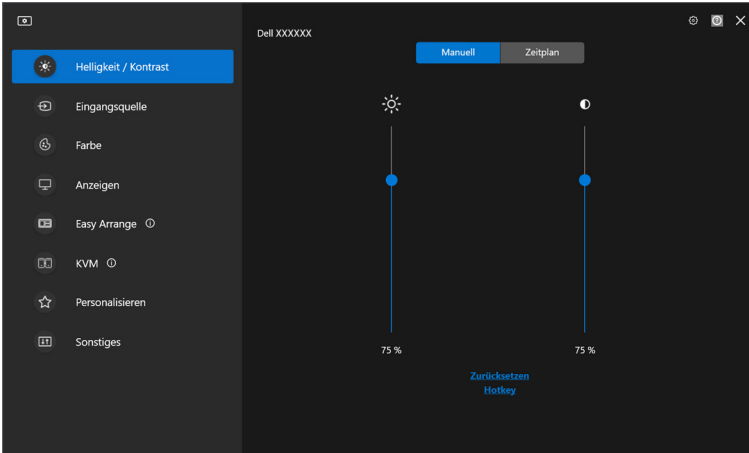 Dell XXXXXX
Manuell
Zeitplan
Helligkeit / Kontrast
Eingangsquelle
Farbe
Anzeigen
Easy Arrange
KVM
Personalisieren
Sonstiges
75 %
75 %
Zurücksetzen
Hotkey